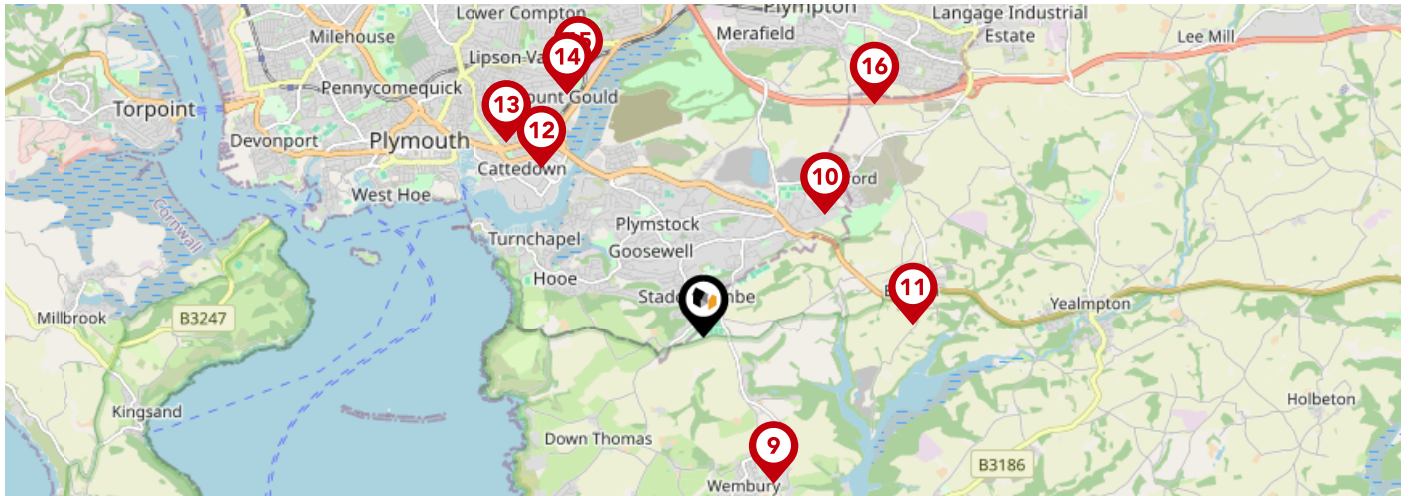 Lower Compton
Plympton
Langage Industrial
Estate
Milehouse
Merafield
Lee Mill
Lipson Va
14
16
Pennycomequick
ount Gould
13
Torpoint
12
Devonport
Plymouth
Cattedown
10
ord
West Hoe
Cornwall
Plymstock
Turnchapel
Goosewell
Hooe
11
Yealmpton
Millbrook
B3247
Kingsand
Holbeton
Down Thomas
9
B3186
Wembury